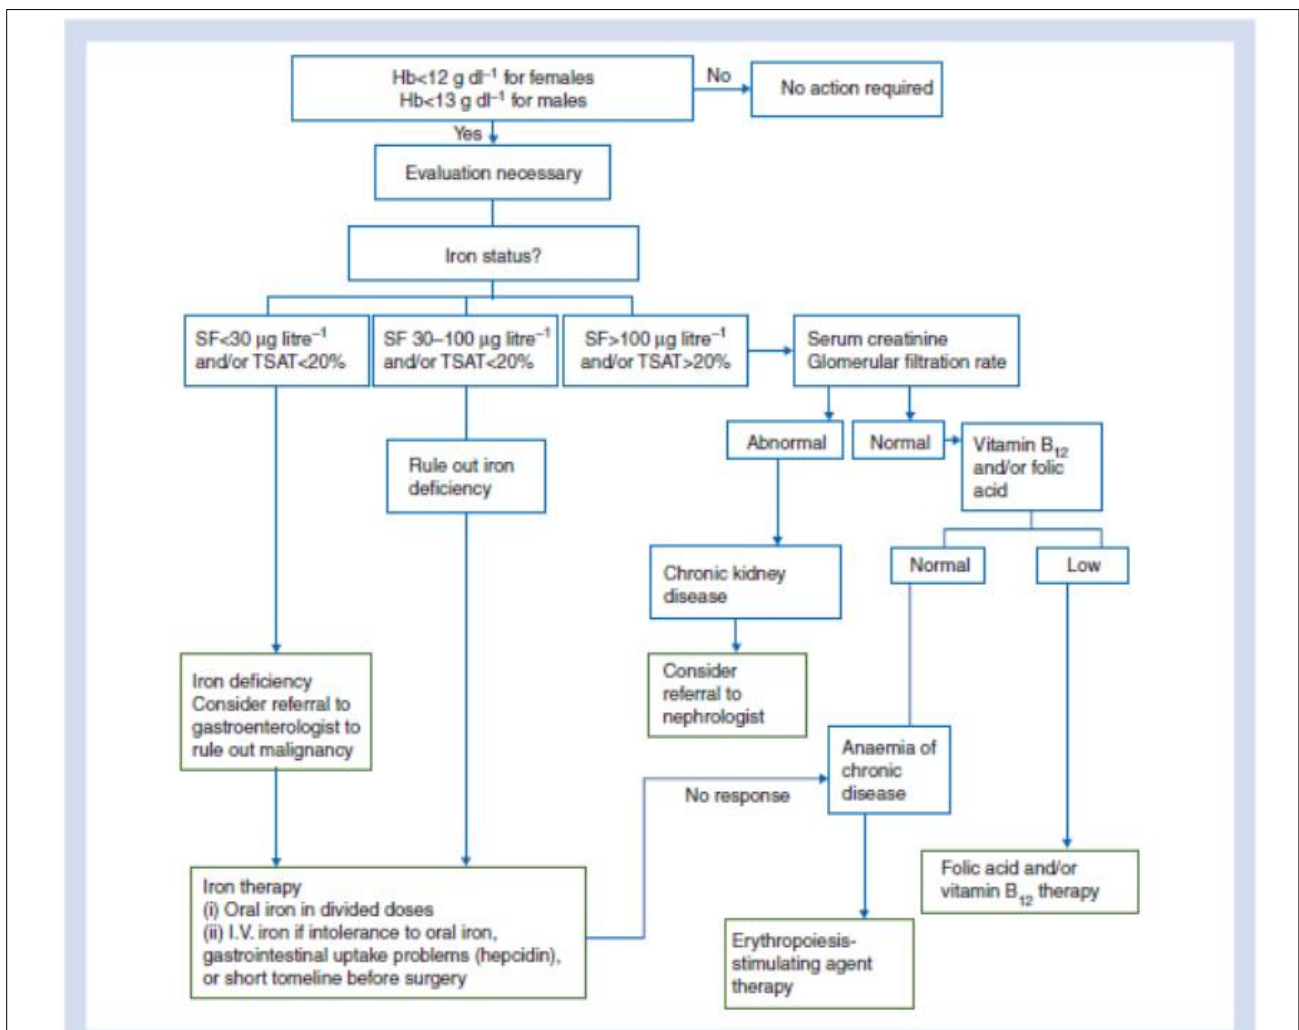 Hb<12 g dl⁻¹ for females
Hb<13 g dl⁻¹ for males
No
No action required
Yes
Evaluation necessary
Iron status?
SF<30 µg litre⁻¹
and/or TSAT<20%
SF 30–100 µg litre⁻¹
and/or TSAT<20%
SF>100 µg litre⁻¹
and/or TSAT>20%
Serum creatinine
Glomerular filtration rate
Abnormal
Normal
Vitamin B₁₂
and/or folic
acid
Rule out iron
deficiency
Normal
Low
Chronic kidney
disease
Iron deficiency
Consider referral to
gastroenterologist to
rule out malignancy
Consider
referral to
nephrologist
Anaemia of
chronic
disease
No response
Iron therapy
(i) Oral iron in divided doses
(ii) I.V. iron if intolerance to oral iron,
gastrointestinal uptake problems (hepcidin),
or short tomeline before surgery
Folic acid and/or
vitamin B₁₂ therapy
Erythropoiesis-
stimulating agent
therapy